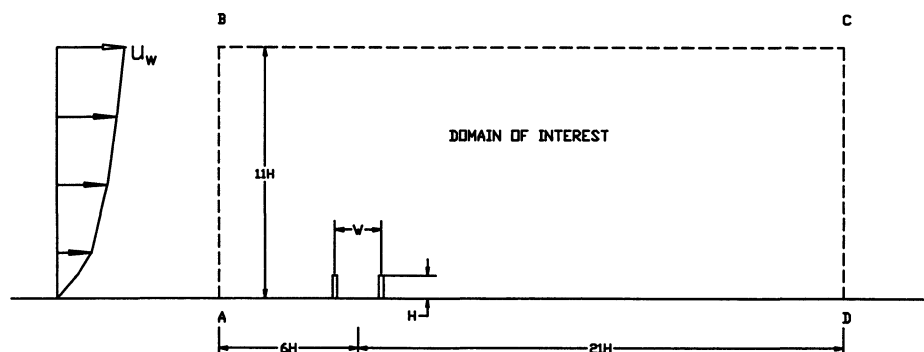 B
C
U_w
DOMAIN OF INTEREST
11H
W
H
A
D
6H
21H